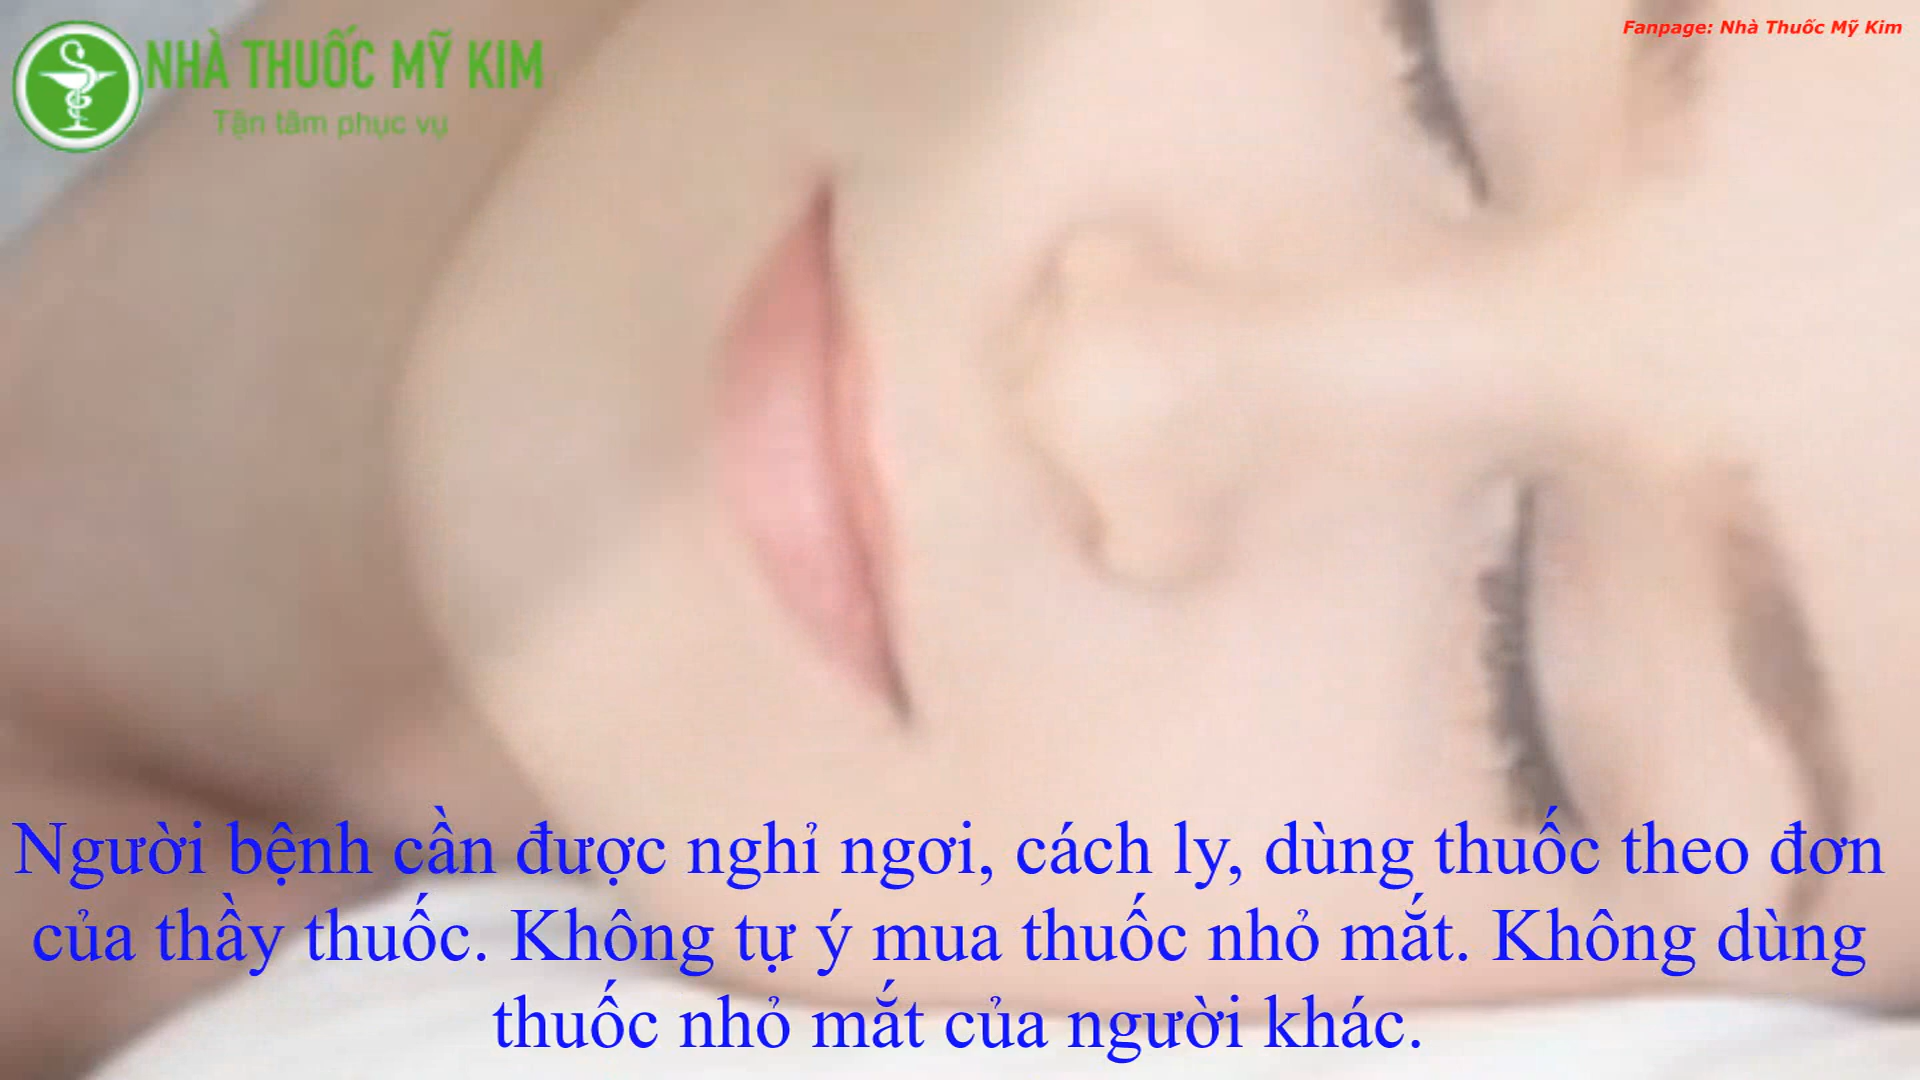 NHÀ THUỐC MỸ KIM
Tận tâm phục vụ
Fanpage: Nhà Thuốc Mỹ Kim
Người bệnh cần được nghỉ ngơi, cách ly, dùng thuốc theo đơn
của thầy thuốc. Không tự ý mua thuốc nhỏ mắt. Không dùng
thuốc nhỏ mắt của người khác.